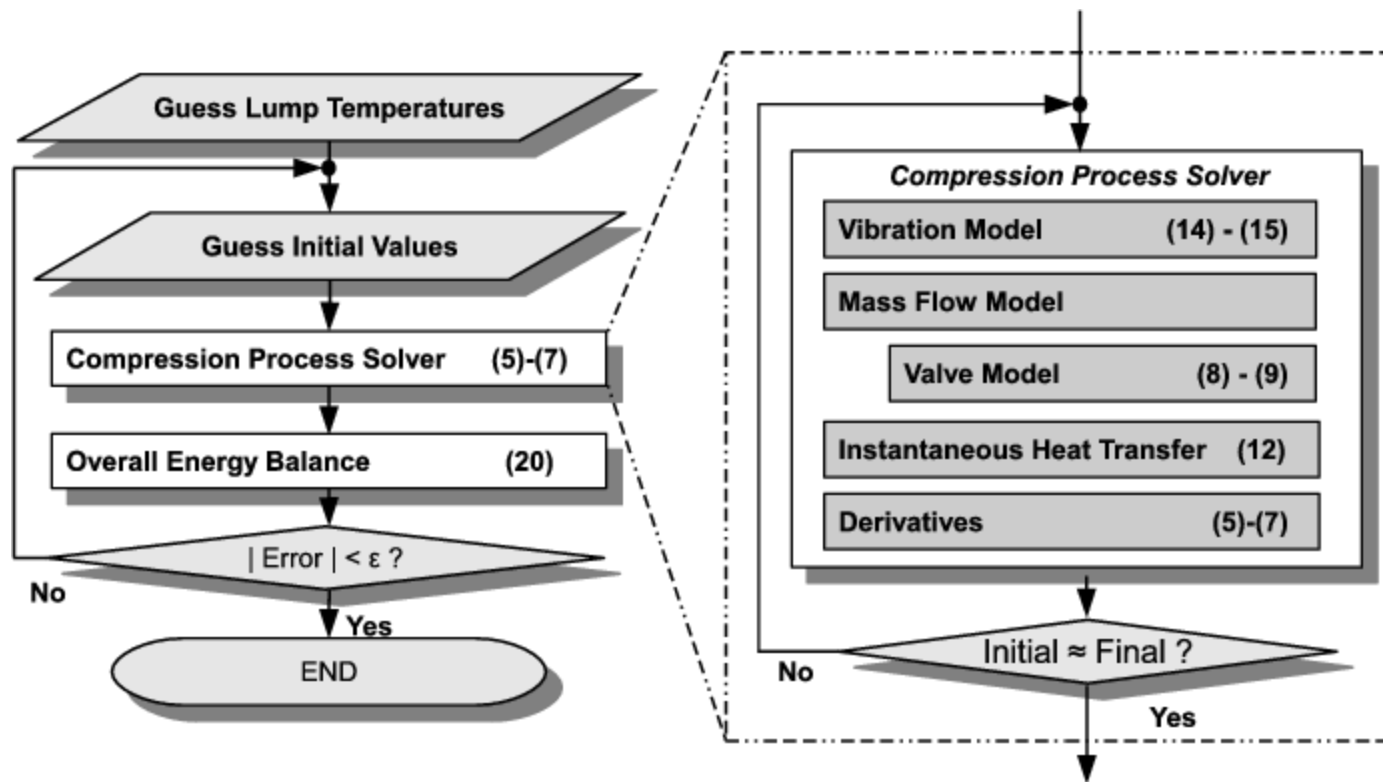 Guess Lump Temperatures
Guess Initial Values
Compression Process Solver (5)-(7)
Overall Energy Balance (20)
| Error | < ε ?
No
Yes
END
Compression Process Solver
Vibration Model (14) - (15)
Mass Flow Model
Valve Model (8) - (9)
Instantaneous Heat Transfer (12)
Derivatives (5)-(7)
Initial ≈ Final ?
No
Yes